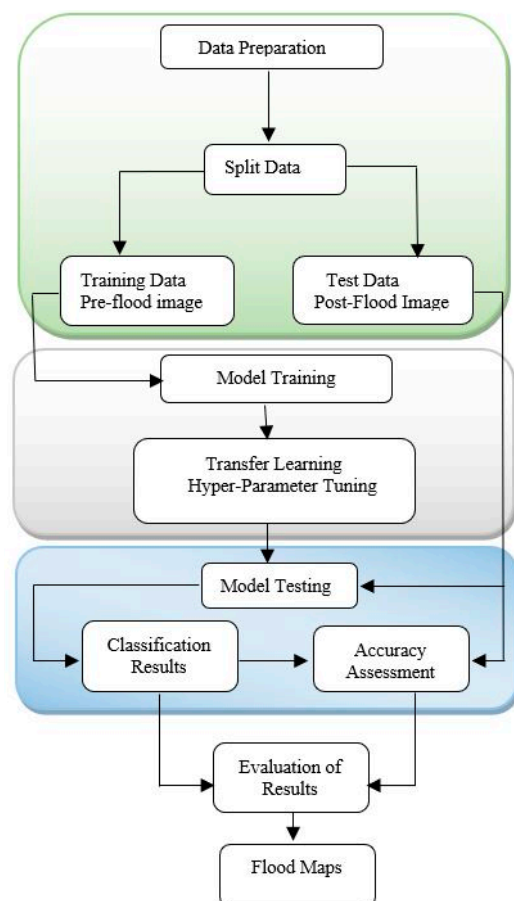 Data Preparation
Split Data
Training Data
Pre-flood image
Test Data
Post-Flood Image
Model Training
Transfer Learning
Hyper-Parameter Tuning
Model Testing
Classification
Results
Accuracy
Assessment
Evaluation of
Results
Flood Maps